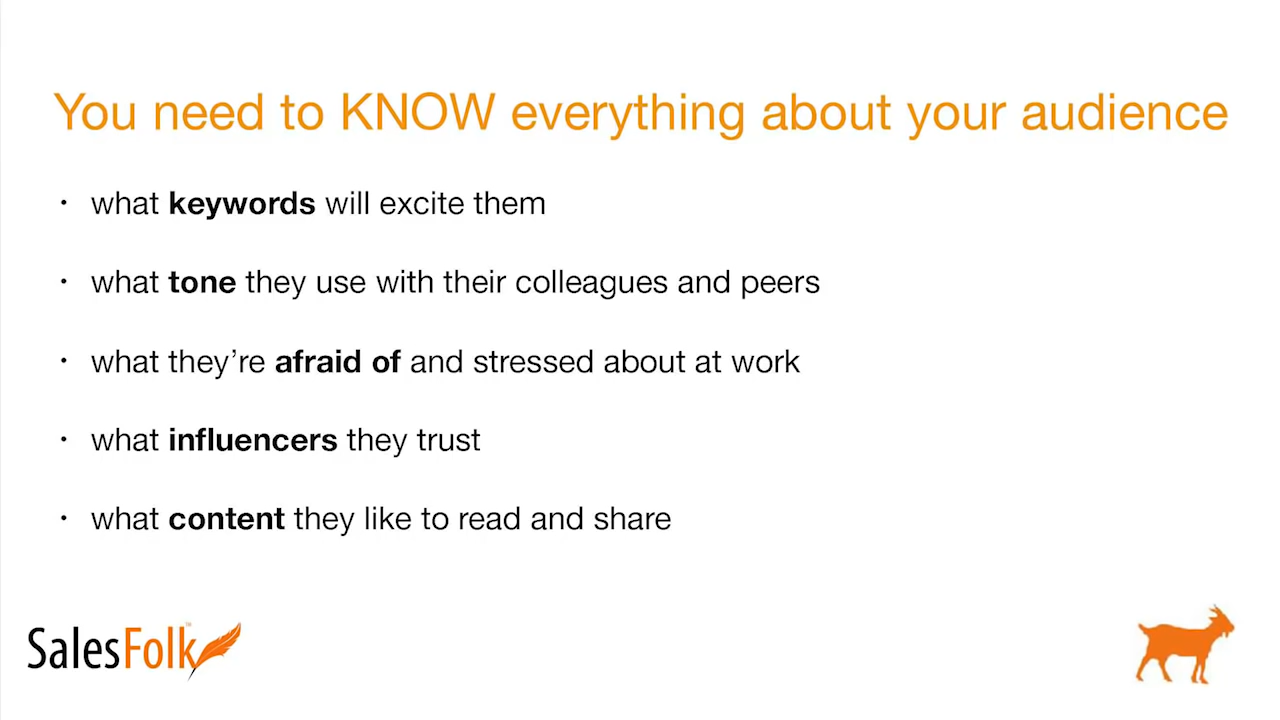 You need to KNOW everything about your audience
• what keywords will excite them
• what tone they use with their colleagues and peers
• what they’re afraid of and stressed about at work
• what influencers they trust
• what content they like to read and share
SalesFolk™